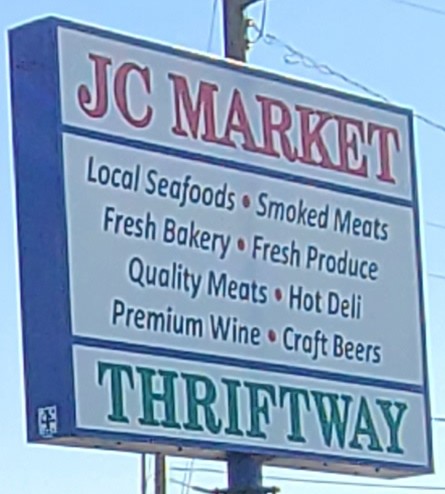 JC MARKET
Local Seafoods • Smoked Meats
Fresh Bakery • Fresh Produce
Quality Meats • Hot Deli
Premium Wine • Craft Beers
THRIFTWAY